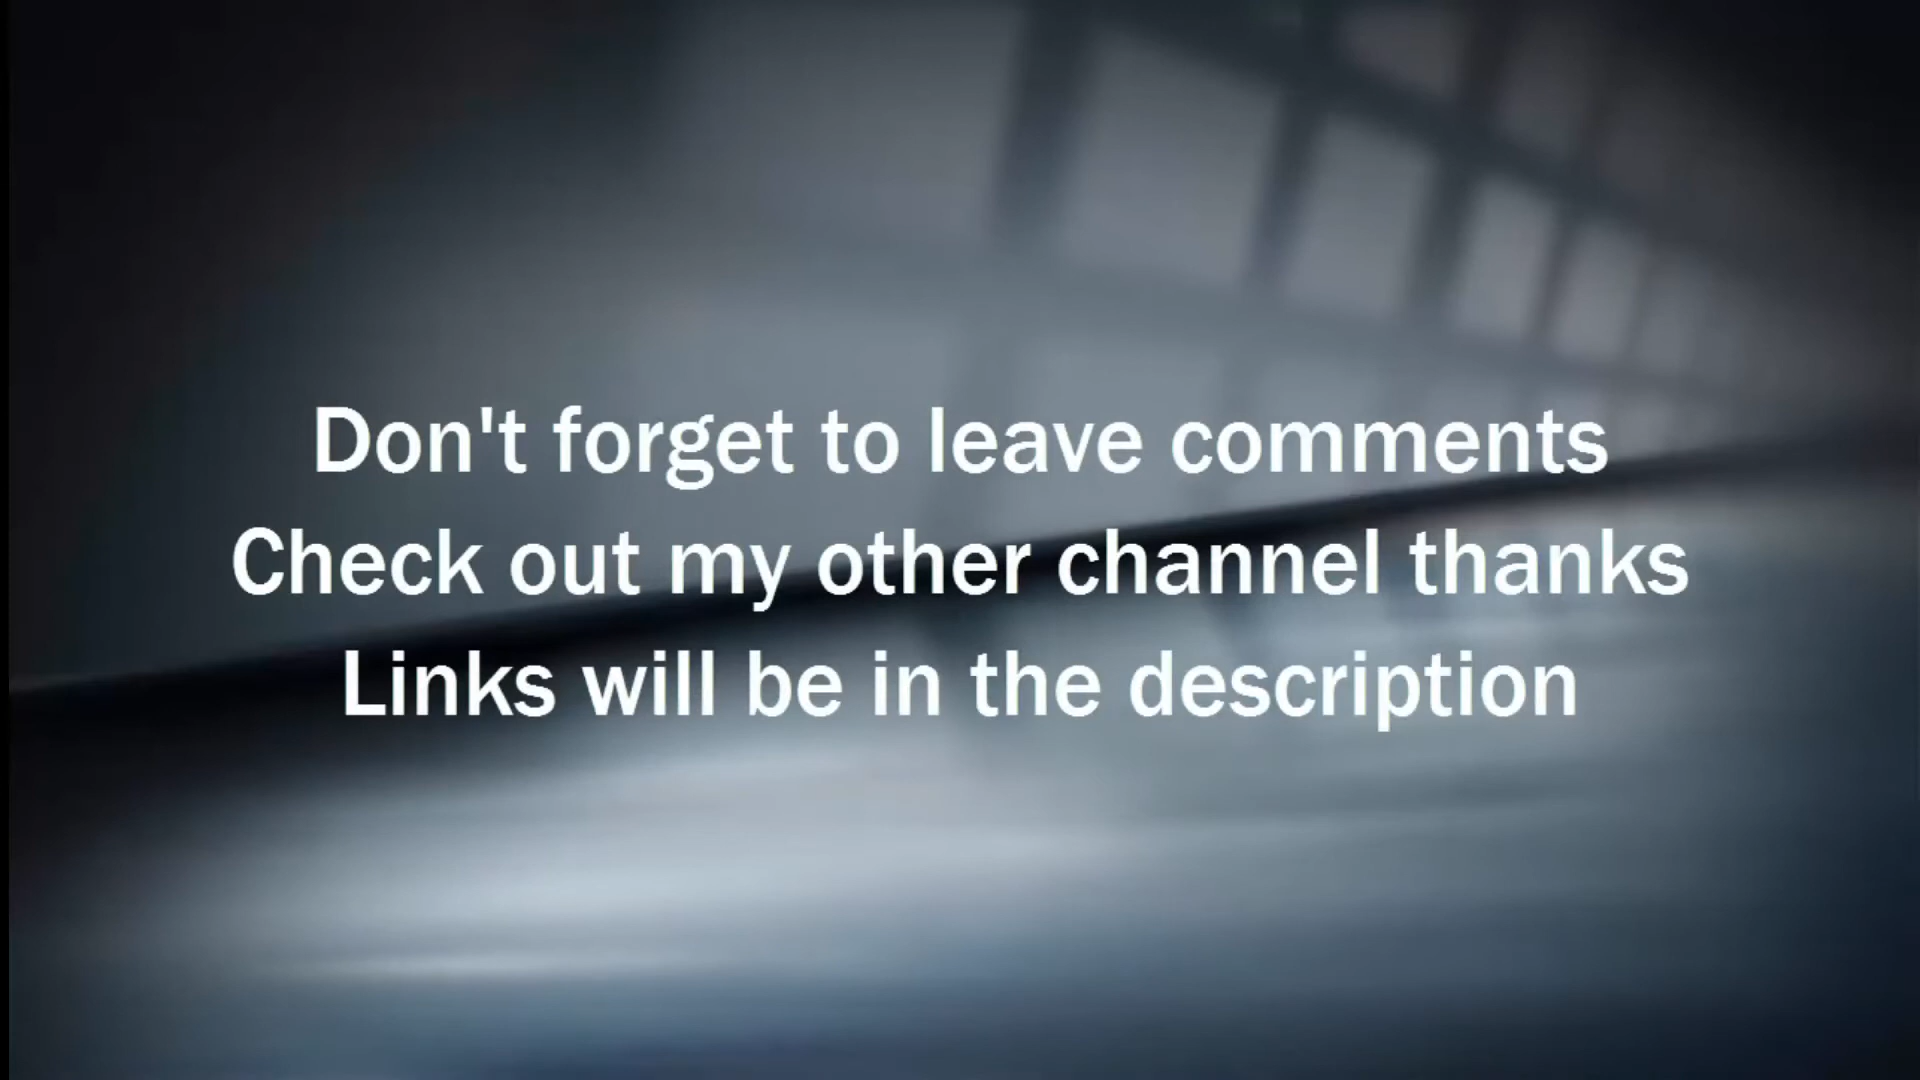 Don't forget to leave comments
Check out my other channel thanks
Links will be in the description